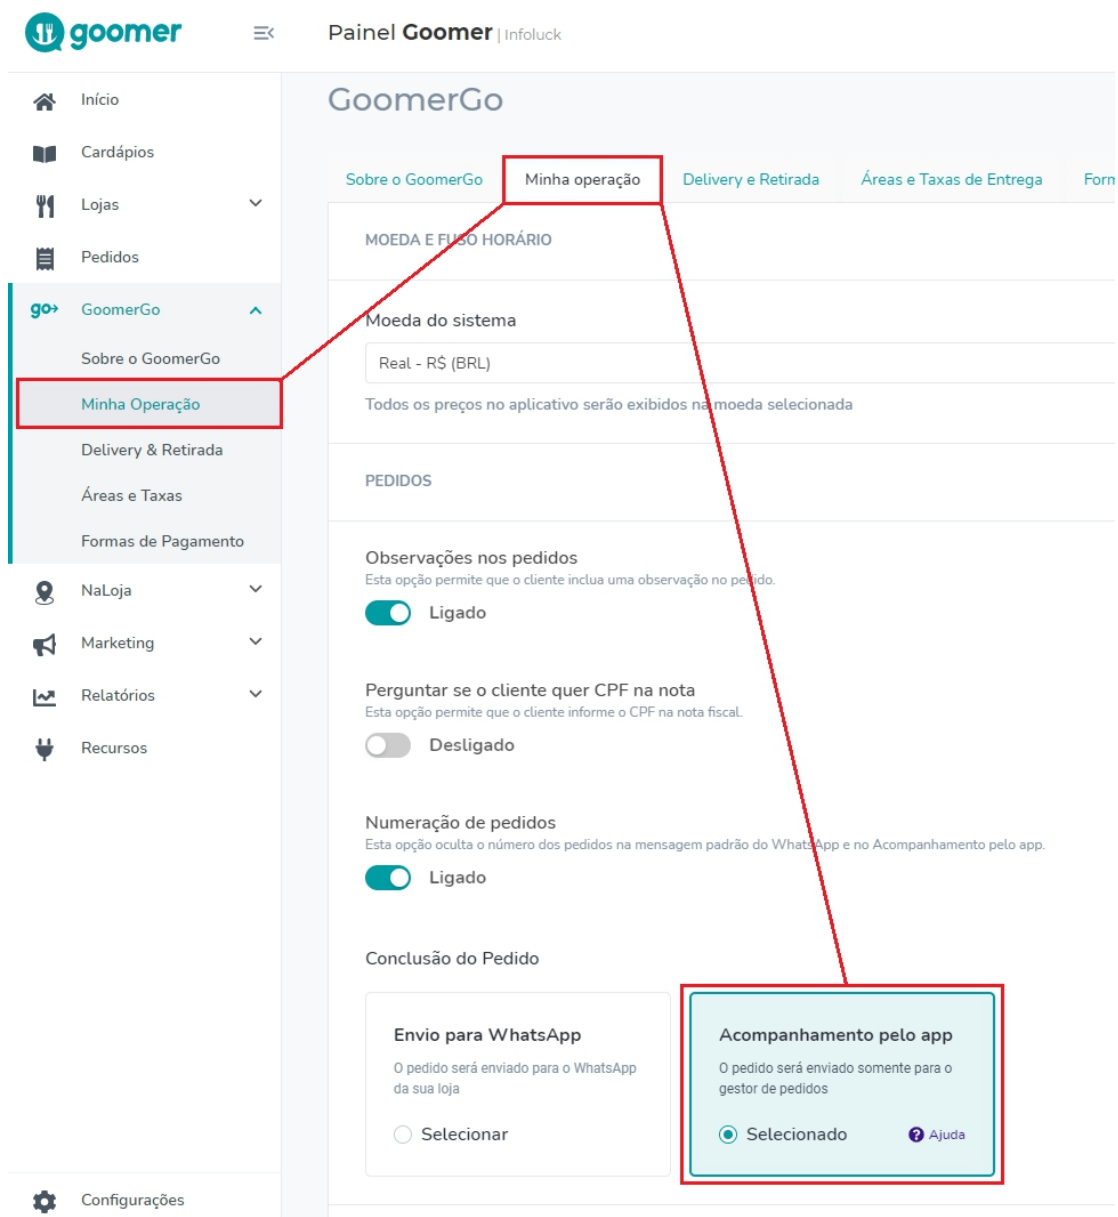 goomer
Painel Goomer | Infoluck
Início
Cardápios
Lojas
Pedidos
go
GoomerGo
Sobre o GoomerGo
Minha Operação
Delivery & Retirada
Áreas e Taxas
Formas de Pagamento
NaLoja
Marketing
Relatórios
Recursos
Configurações
GoomerGo
Sobre o GoomerGo
Minha operação
Delivery e Retirada
Áreas e Taxas de Entrega
Form
MOEDA E FUSO HORÁRIO
Moeda do sistema
Real - R$ (BRL)
Todos os preços no aplicativo serão exibidos na moeda selecionada
PEDIDOS
Observações nos pedidos
Esta opção permite que o cliente inclua uma observação no pedido.
Ligado
Perguntar se o cliente quer CPF na nota
Esta opção permite que o cliente informe o CPF na nota fiscal.
Desligado
Numeração de pedidos
Esta opção oculta o número dos pedidos na mensagem padrão do WhatsApp e no Acompanhamento pelo app.
Ligado
Conclusão do Pedido
Envio para WhatsApp
O pedido será enviado para o WhatsApp
da sua loja
Selecionar
Acompanhamento pelo app
O pedido será enviado somente para o
gestor de pedidos
Selecionado
Ajuda